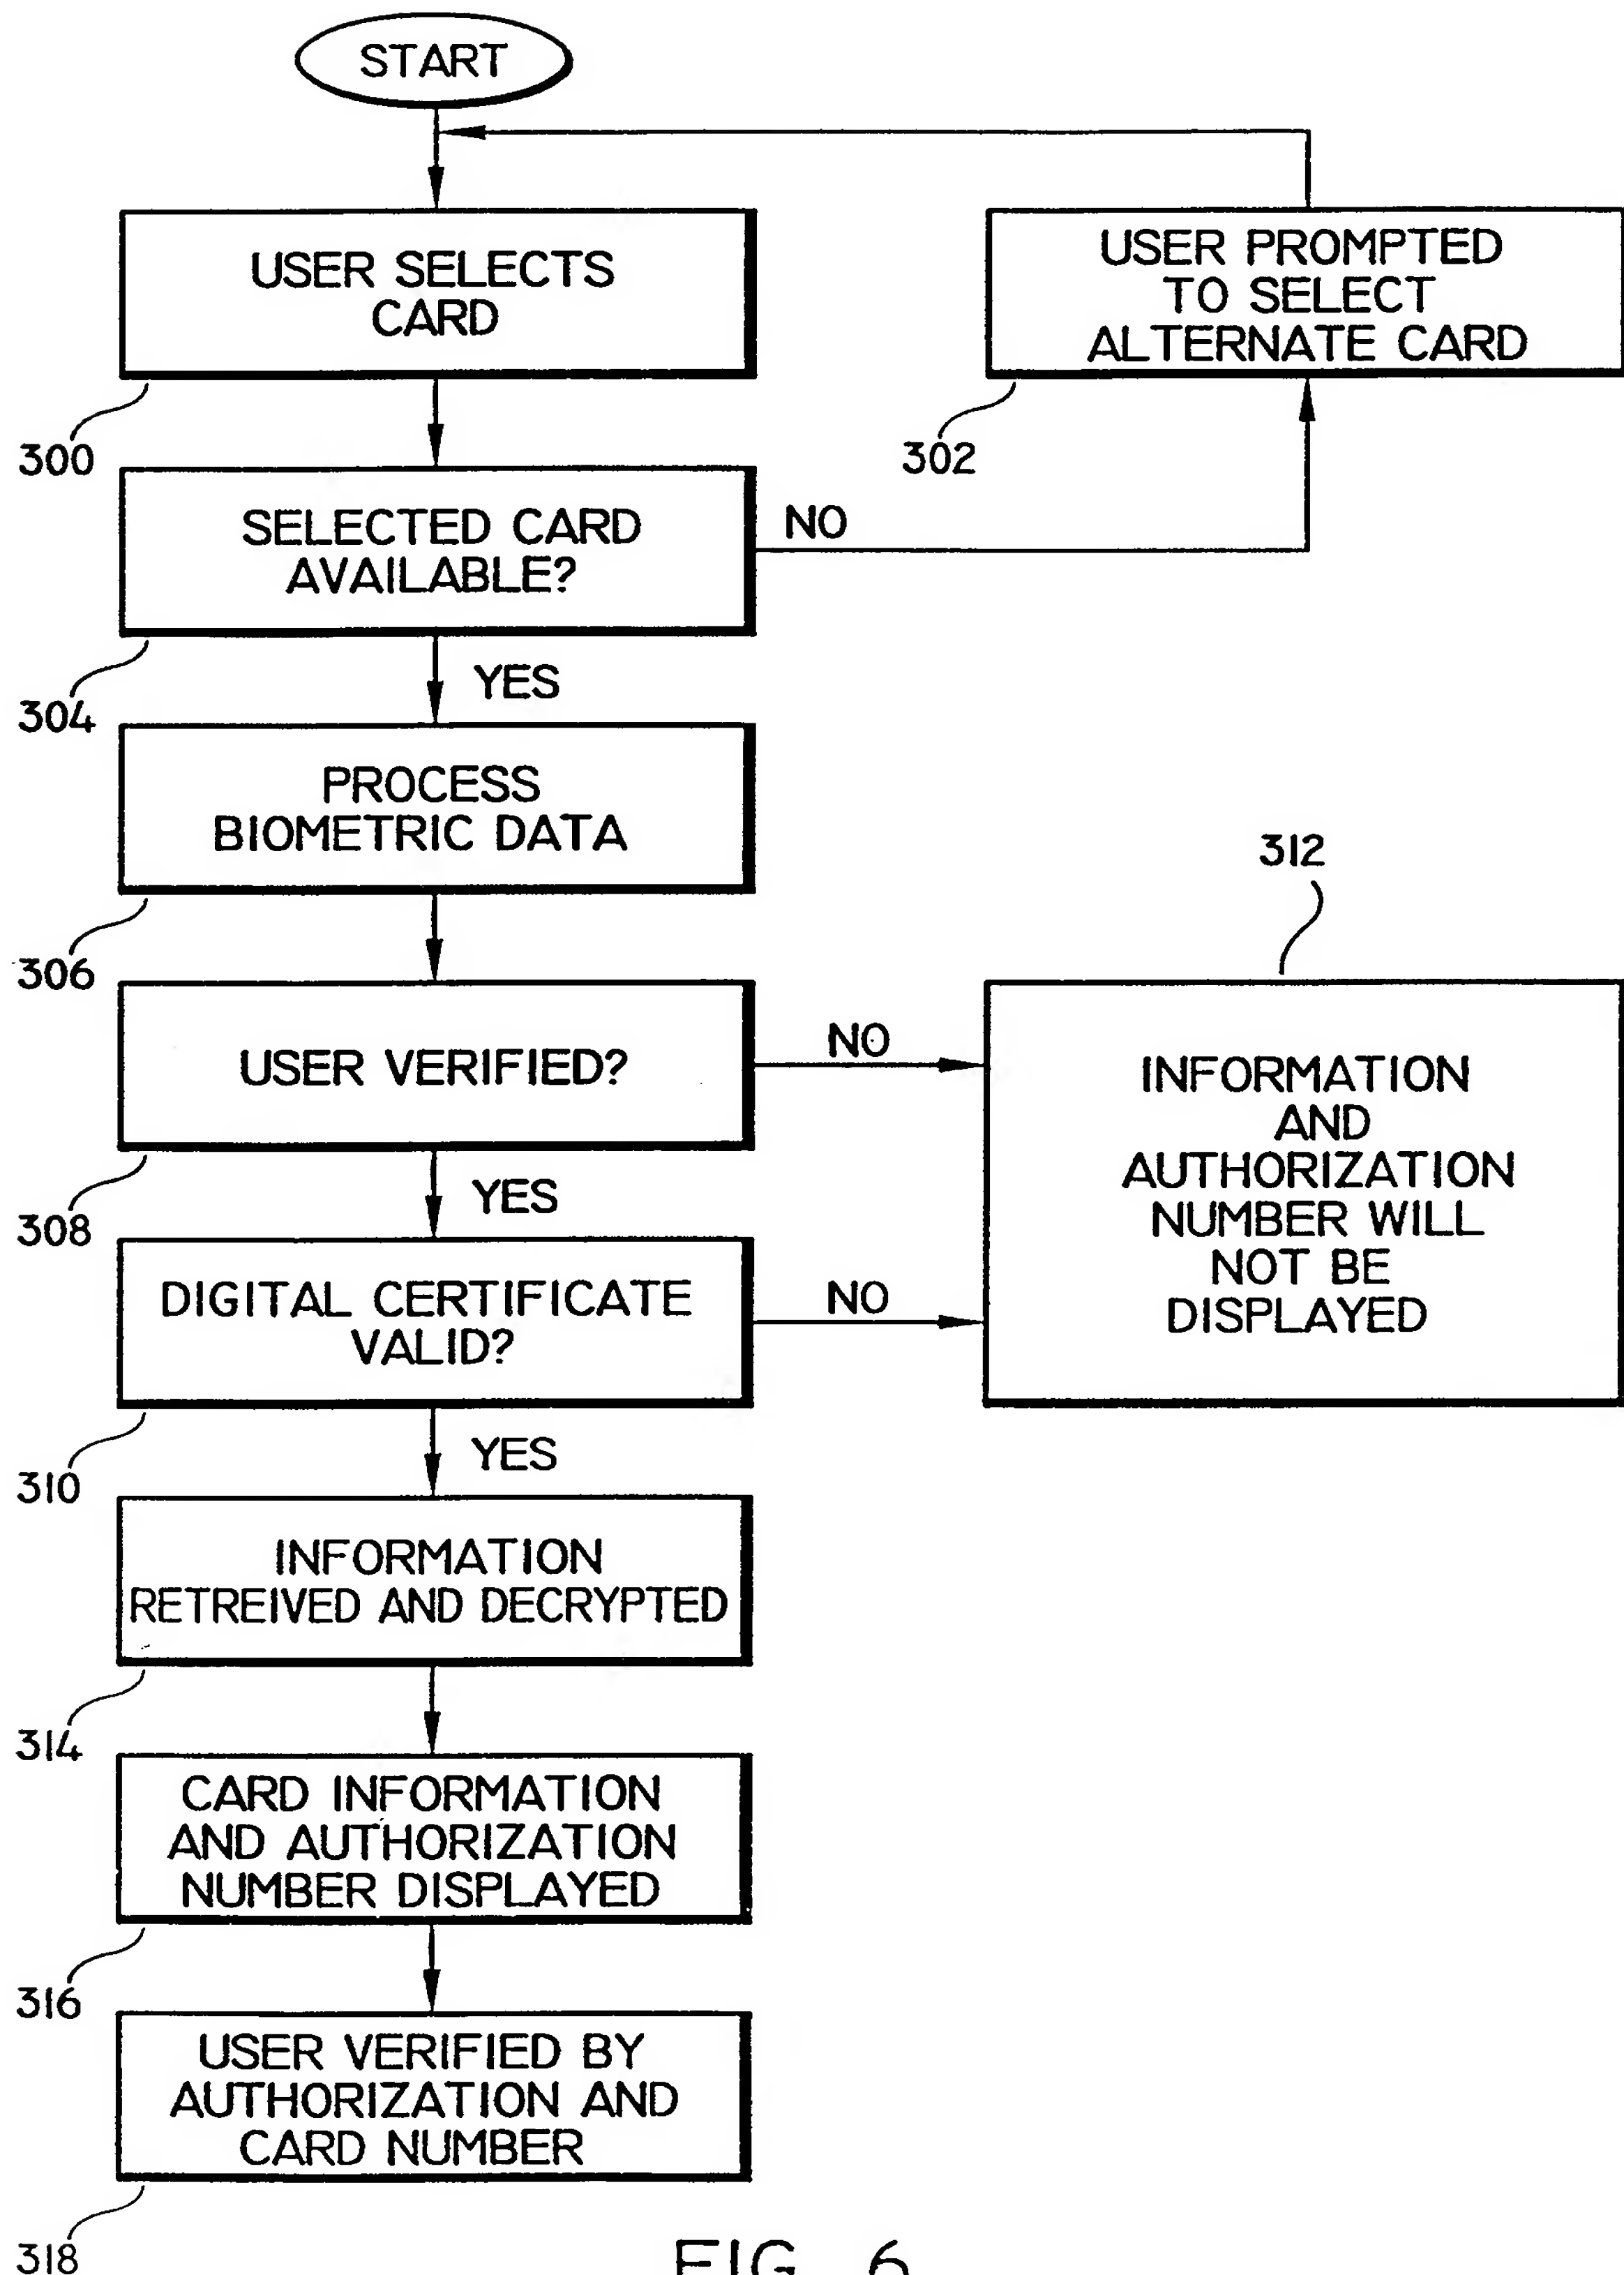 START
USER SELECTS
CARD
300
USER PROMPTED
TO SELECT
ALTERNATE CARD
302
SELECTED CARD
AVAILABLE?
NO
304
YES
PROCESS
BIOMETRIC DATA
306
312
USER VERIFIED?
NO
INFORMATION
AND
AUTHORIZATION
NUMBER WILL
NOT BE
DISPLAYED
308
YES
DIGITAL CERTIFICATE
VALID?
NO
310
YES
INFORMATION
RETREIVED AND DECRYPTED
314
CARD INFORMATION
AND AUTHORIZATION
NUMBER DISPLAYED
316
USER VERIFIED BY
AUTHORIZATION AND
CARD NUMBER
318
FIG. 6